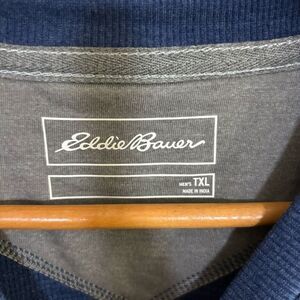 Eddie Bauer
MEN'S TXL
MADE IN INDIA